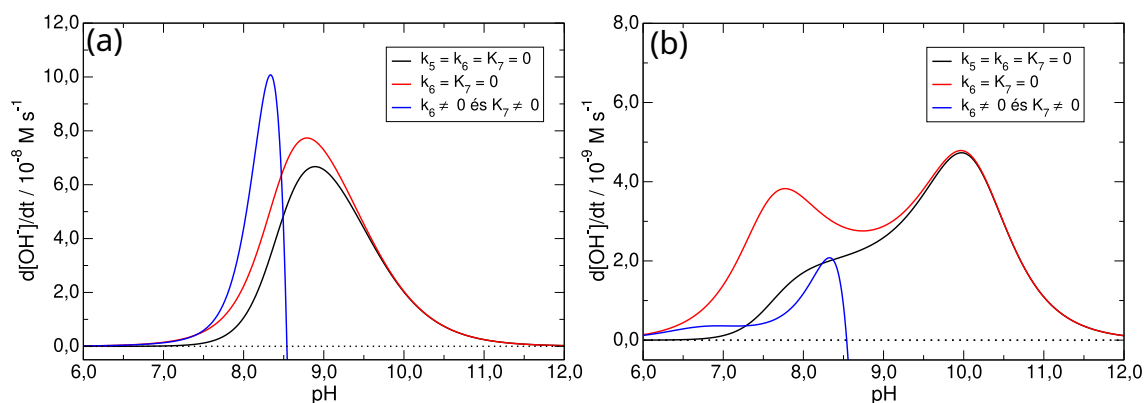 (a)
12,0
10,0
8,0
6,0
4,0
2,0
0,0
d[OH⁻]/dt / 10⁻⁸ M s⁻¹
k₅ = k₆ = K₇ = 0
k₆ = K₇ = 0
k₆ ≠ 0 és K₇ ≠ 0
6,0 7,0 8,0 9,0 10,0 11,0 12,0
pH
(b)
8,0
6,0
4,0
2,0
0,0
d[OH⁻]/dt / 10⁻⁹ M s⁻¹
k₅ = k₆ = K₇ = 0
k₆ = K₇ = 0
k₆ ≠ 0 és K₇ ≠ 0
6,0 7,0 8,0 9,0 10,0 11,0 12,0
pH